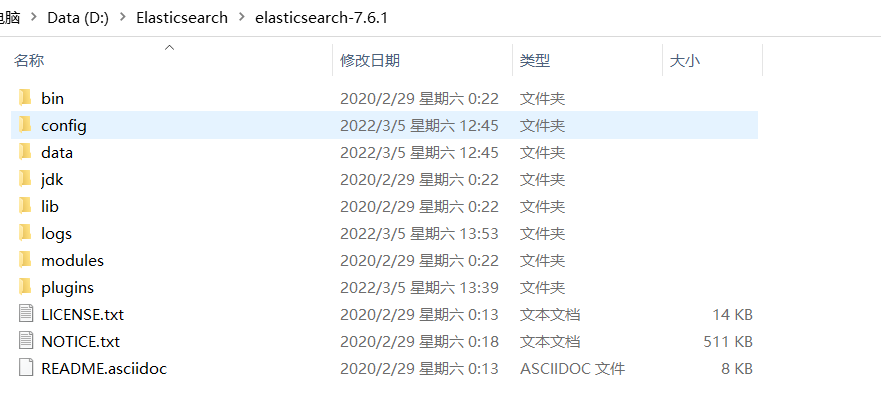 电脑 > Data (D:) > Elasticsearch > elasticsearch-7.6.1
名称 修改日期 类型 大小
bin 2020/2/29 星期六 0:22 文件夹
config 2022/3/5 星期六 12:45 文件夹
data 2022/3/5 星期六 12:45 文件夹
jdk 2020/2/29 星期六 0:22 文件夹
lib 2020/2/29 星期六 0:22 文件夹
logs 2022/3/5 星期六 13:53 文件夹
modules 2020/2/29 星期六 0:22 文件夹
plugins 2022/3/5 星期六 13:39 文件夹
LICENSE.txt 2020/2/29 星期六 0:13 文本文档 14 KB
NOTICE.txt 2020/2/29 星期六 0:18 文本文档 511 KB
README.asciidoc 2020/2/29 星期六 0:13 ASCIIDOC 文件 8 KB